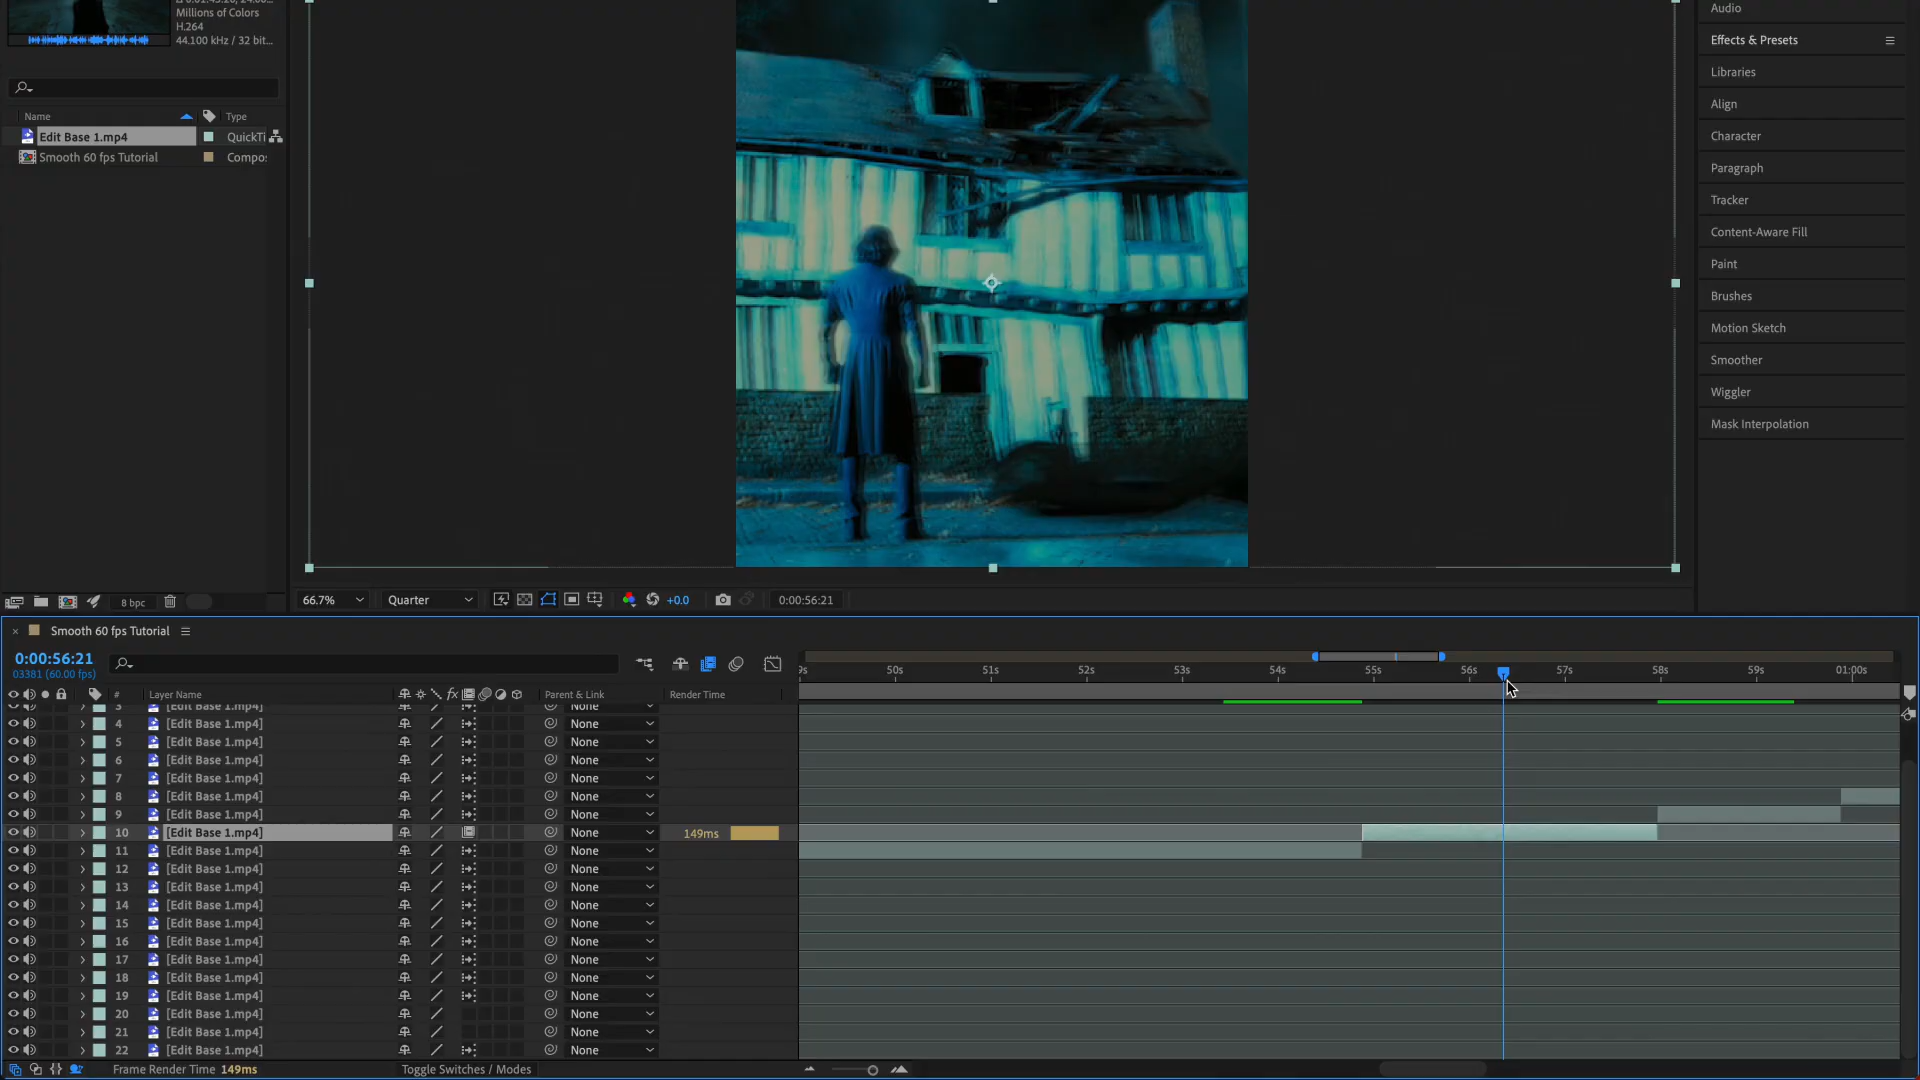 Millions of Colors
H.264
44.100 kHz / 32 bit...
Name Type
Edit Base 1.mp4 QuickTi
Smooth 60 fps Tutorial Compos
8 bpc
66.7% Quarter +0.0 0:00:56:21
Audio
Effects & Presets
Libraries
Align
Character
Paragraph
Tracker
Content-Aware Fill
Paint
Brushes
Motion Sketch
Smoother
Wiggler
Mask Interpolation
Smooth 60 fps Tutorial
0:00:56:21
03381 (60.00 fps)
9s 50s 51s 52s 53s 54s 55s 56s 57s 58s 59s 01:00s
# Layer Name fx Parent & Link Render Time
3 [Edit Base 1.mp4] None
4 [Edit Base 1.mp4] None
5 [Edit Base 1.mp4] None
6 [Edit Base 1.mp4] None
7 [Edit Base 1.mp4] None
8 [Edit Base 1.mp4] None
9 [Edit Base 1.mp4] None
10 [Edit Base 1.mp4] None 149ms
11 [Edit Base 1.mp4] None
12 [Edit Base 1.mp4] None
13 [Edit Base 1.mp4] None
14 [Edit Base 1.mp4] None
15 [Edit Base 1.mp4] None
16 [Edit Base 1.mp4] None
17 [Edit Base 1.mp4] None
18 [Edit Base 1.mp4] None
19 [Edit Base 1.mp4] None
20 [Edit Base 1.mp4] None
21 [Edit Base 1.mp4] None
22 [Edit Base 1.mp4] None
Frame Render Time 149ms Toggle Switches / Modes